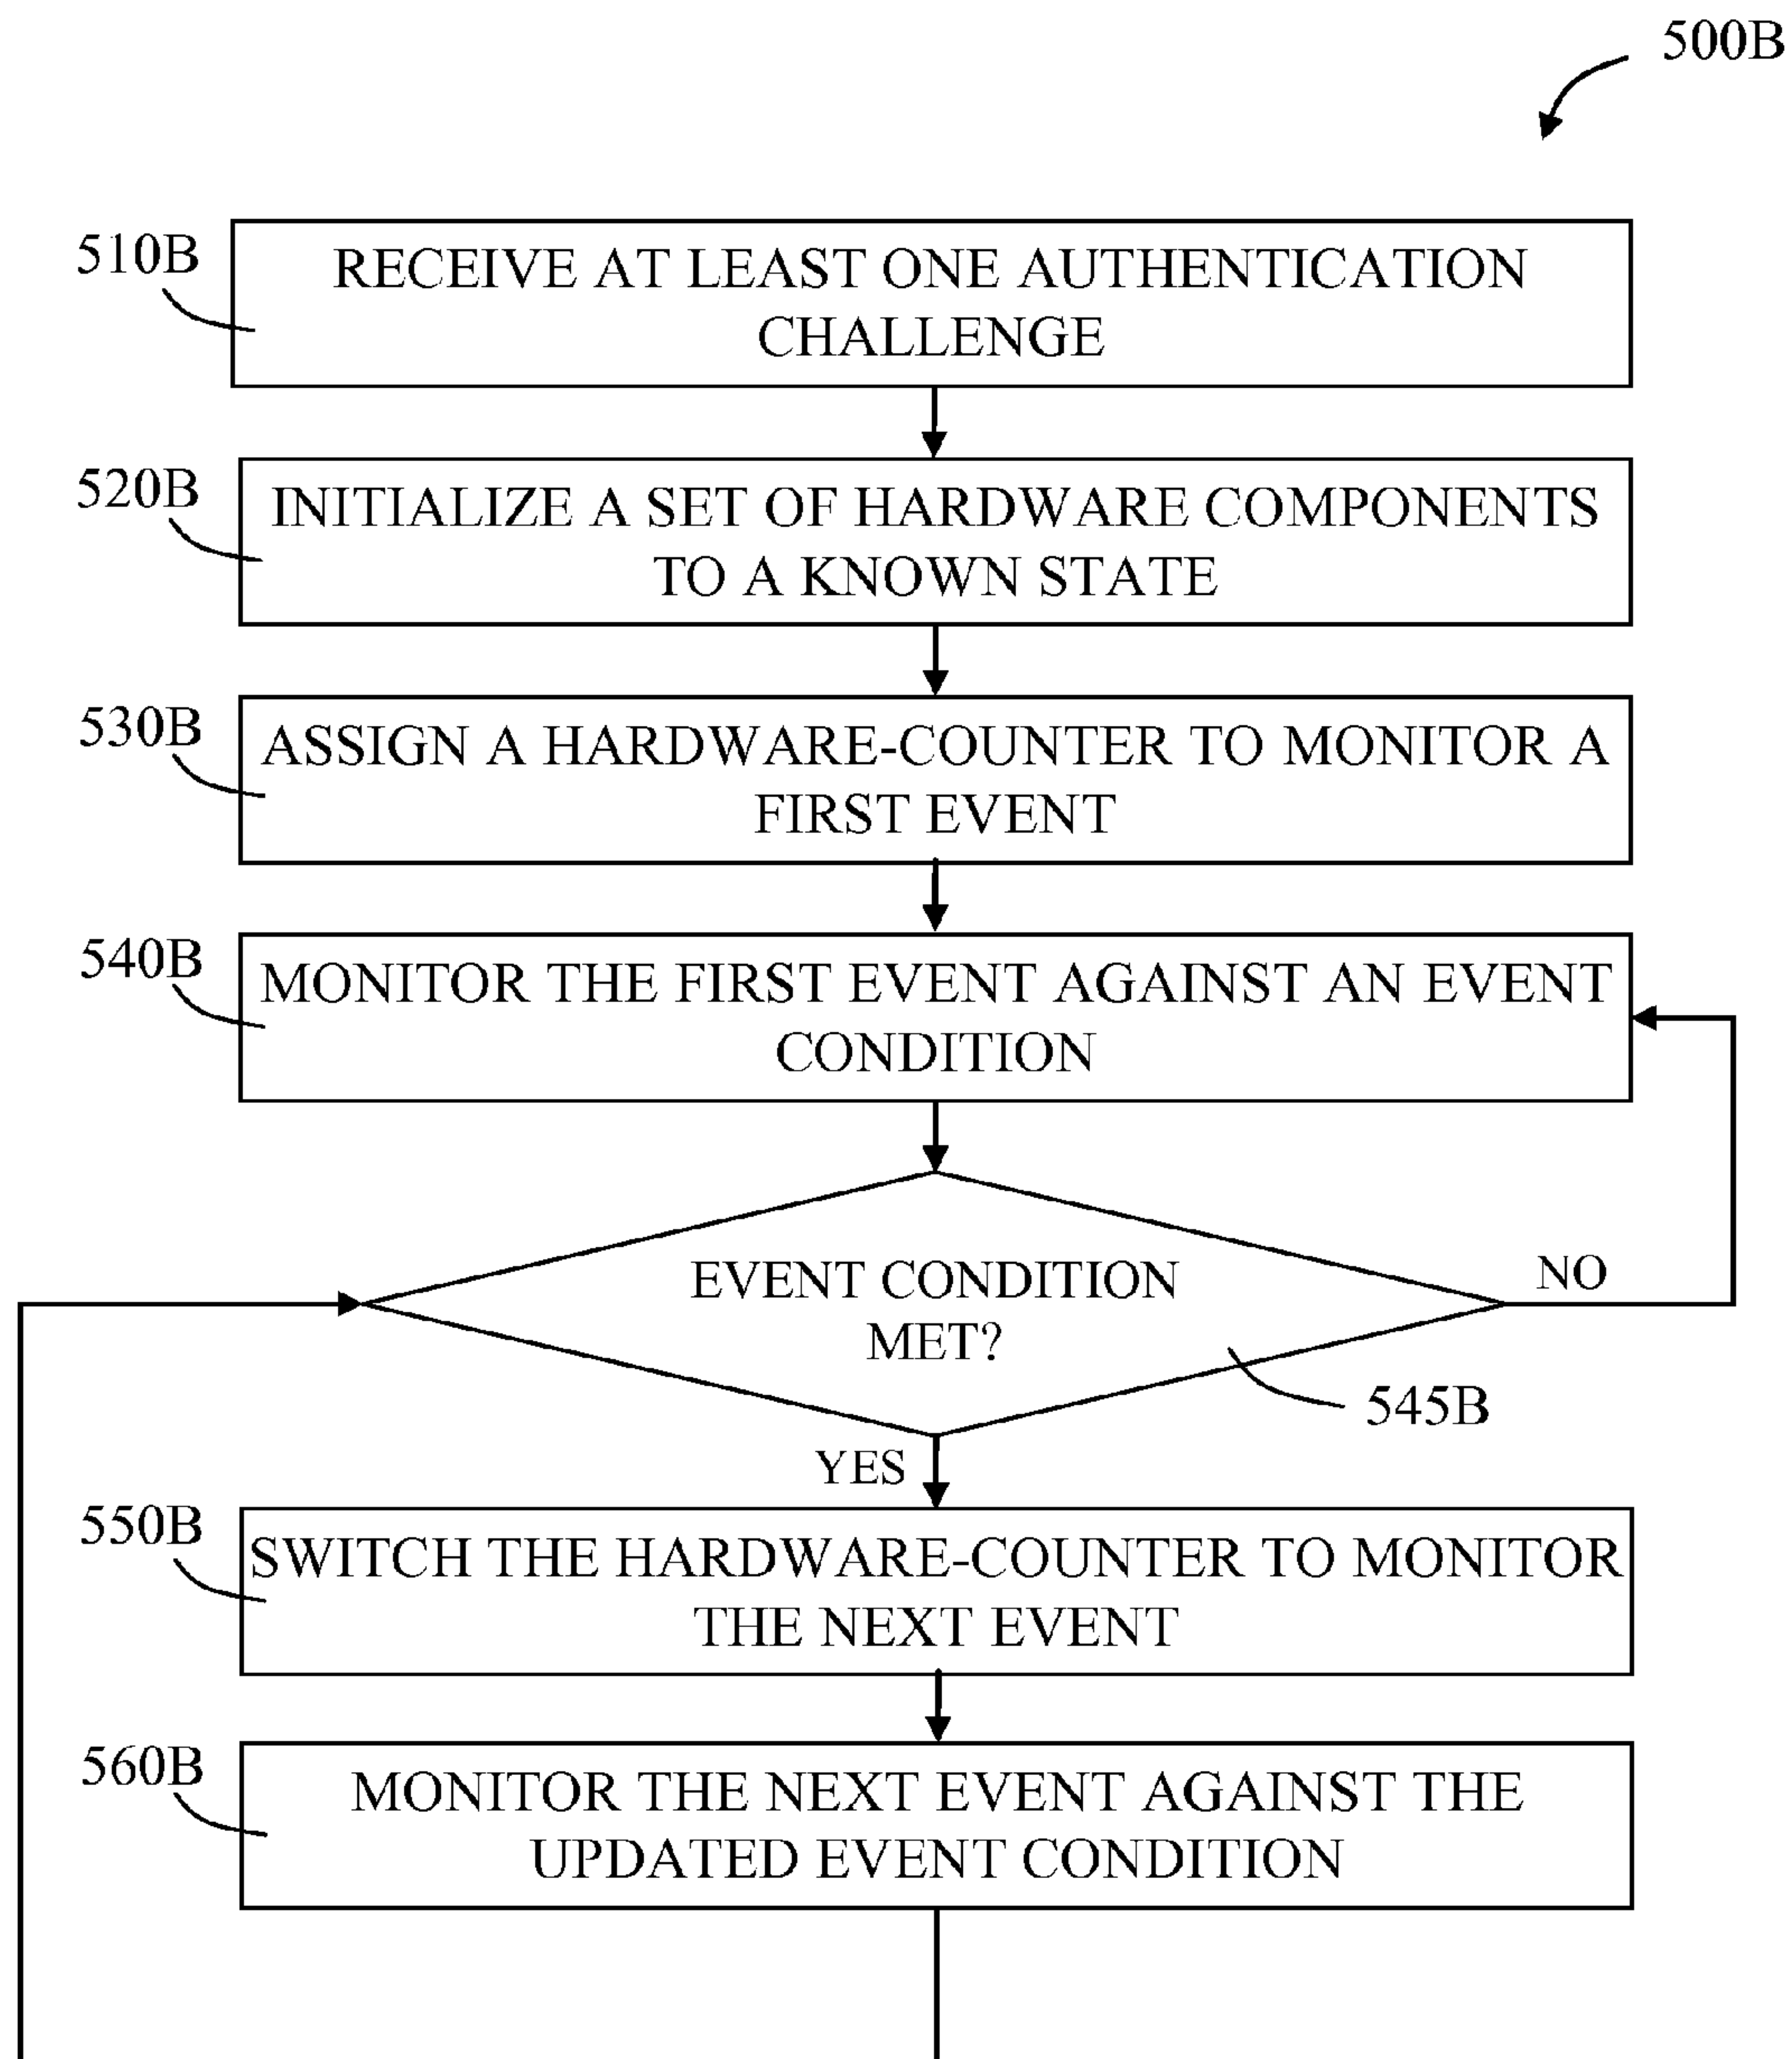 500B
510B
RECEIVE AT LEAST ONE AUTHENTICATION
CHALLENGE
520B
INITIALIZE A SET OF HARDWARE COMPONENTS
TO A KNOWN STATE
530B
ASSIGN A HARDWARE-COUNTER TO MONITOR A
FIRST EVENT
540B
MONITOR THE FIRST EVENT AGAINST AN EVENT
CONDITION
EVENT CONDITION
MET?
NO
545B
YES
550B
SWITCH THE HARDWARE-COUNTER TO MONITOR
THE NEXT EVENT
560B
MONITOR THE NEXT EVENT AGAINST THE
UPDATED EVENT CONDITION